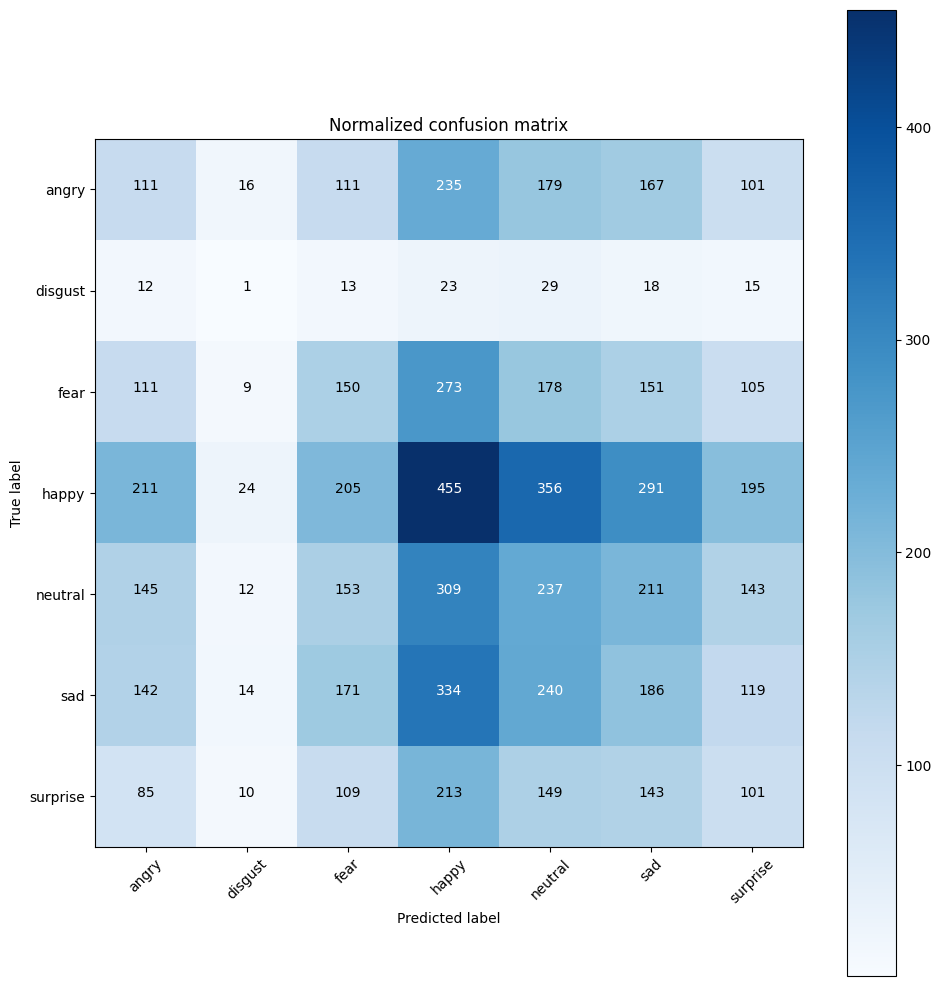 Normalized confusion matrix
angry 111 16 111 235 179 167 101
disgust 12 1 13 23 29 18 15
fear 111 9 150 273 178 151 105
happy 211 24 205 455 356 291 195
neutral 145 12 153 309 237 211 143
sad 142 14 171 334 240 186 119
surprise 85 10 109 213 149 143 101
True label
angry disgust fear happy neutral sad surprise
Predicted label
400
300
200
100